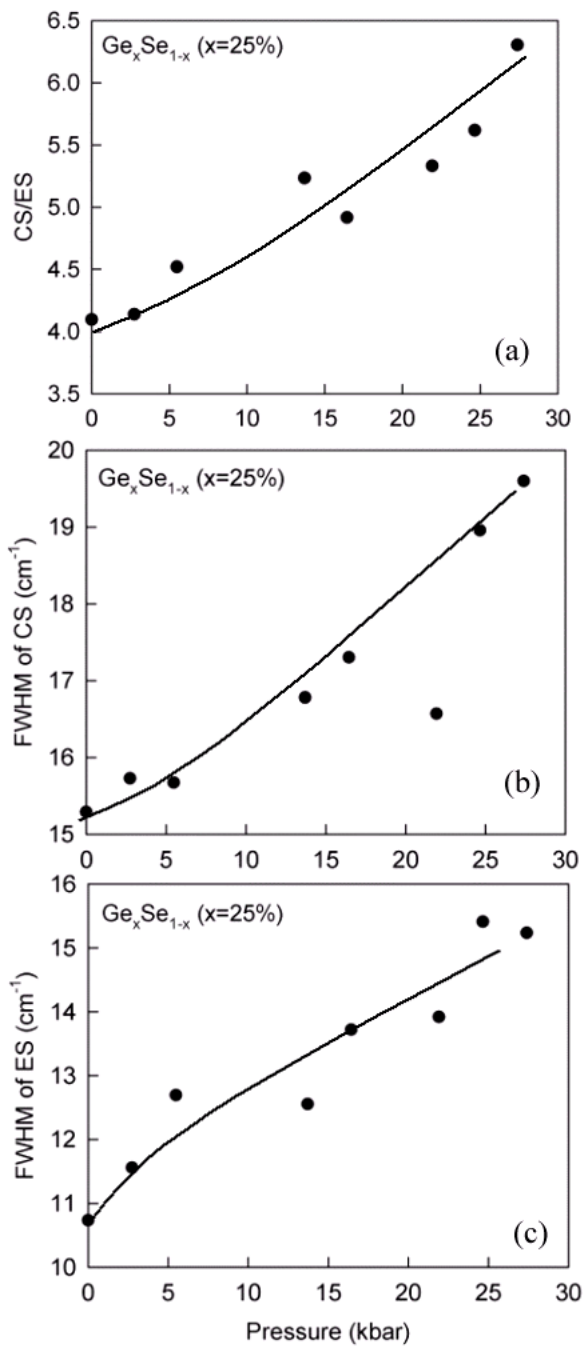 Ge<sub>x</sub>Se<sub>1-x</sub> (x=25%)
6.5
6.0
5.5
5.0
4.5
4.0
3.5
CS/ES
(a)
0 5 10 15 20 25 30
Ge<sub>x</sub>Se<sub>1-x</sub> (x=25%)
20
19
18
17
16
15
FWHM of CS (cm<sup>-1</sup>)
(b)
0 5 10 15 20 25 30
Ge<sub>x</sub>Se<sub>1-x</sub> (x=25%)
16
15
14
13
12
11
10
FWHM of ES (cm<sup>-1</sup>)
(c)
0 5 10 15 20 25 30
Pressure (kbar)